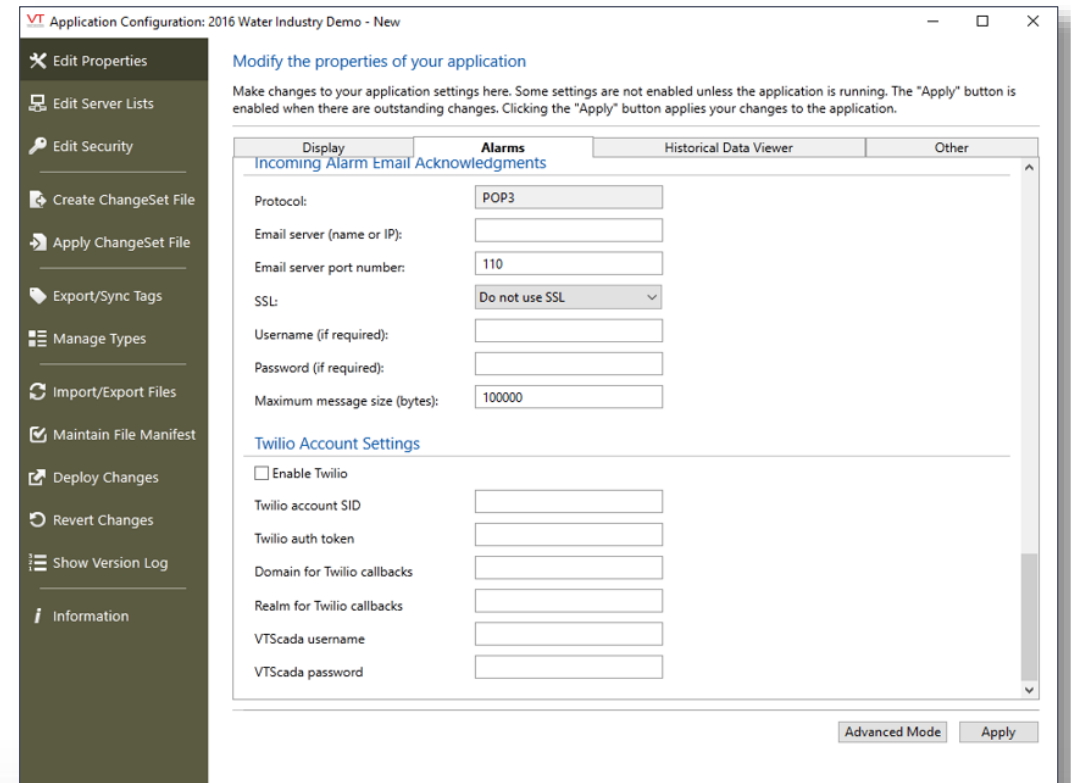 VT Application Configuration: 2016 Water Industry Demo - New
Edit Properties
Edit Server Lists
Edit Security
Create ChangeSet File
Apply ChangeSet File
Export/Sync Tags
Manage Types
Import/Export Files
Maintain File Manifest
Deploy Changes
Revert Changes
Show Version Log
i Information
Modify the properties of your application
Make changes to your application settings here. Some settings are not enabled unless the application is running. The "Apply" button is
enabled when there are outstanding changes. Clicking the "Apply" button applies your changes to the application.
Display Alarms Historical Data Viewer Other
Incoming Alarm Email Acknowledgments
Protocol: POP3
Email server (name or IP):
Email server port number: 110
SSL: Do not use SSL
Username (if required):
Password (if required):
Maximum message size (bytes): 100000
Twilio Account Settings
Enable Twilio
Twilio account SID
Twilio auth token
Domain for Twilio callbacks
Realm for Twilio callbacks
VTScada username
VTScada password
Advanced Mode Apply